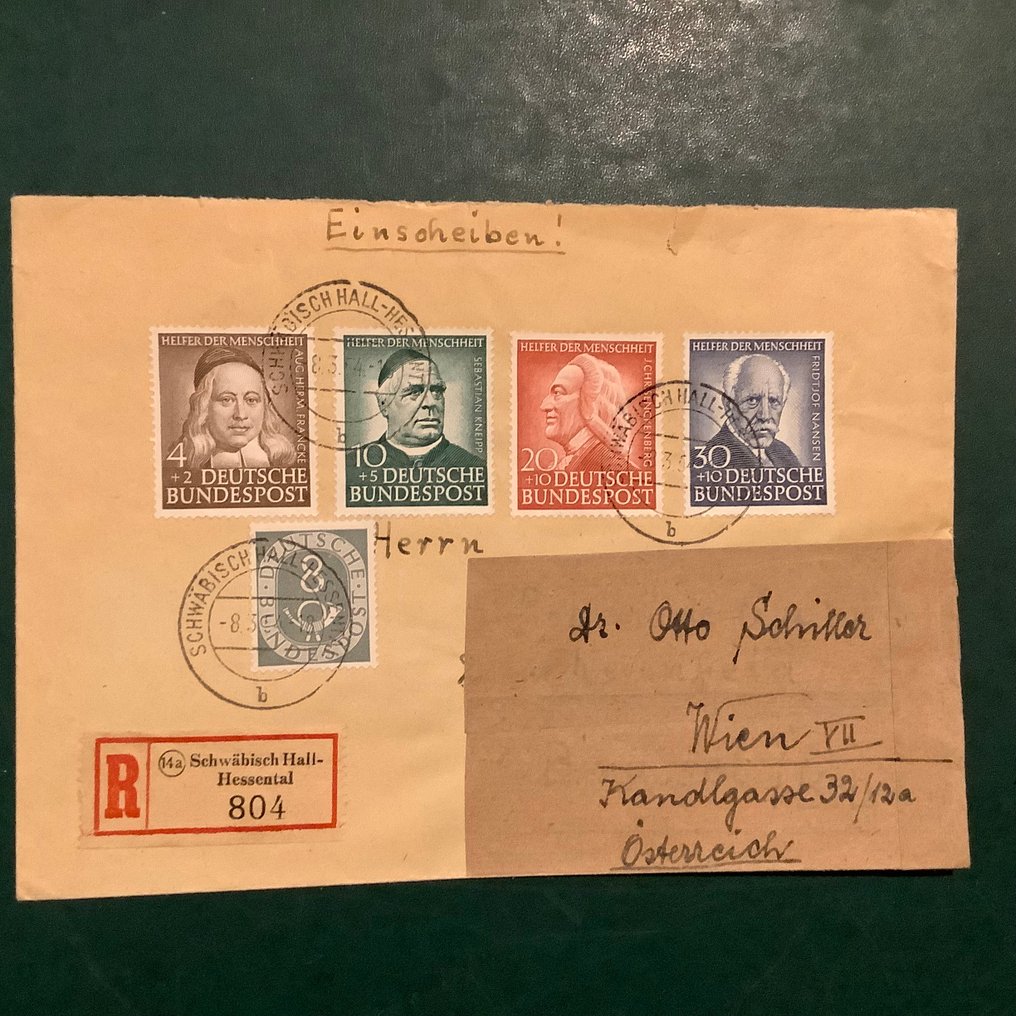 Einscheiben!
HELFER DER MENSCHHEIT
AUG. HERM. FRANCKE
4
+2 DEUTSCHE
BUNDESPOST
HELFER DER MENSCHHEIT
SEBASTIAN KNEIPP
10
+5 DEUTSCHE
BUNDESPOST
HELFER DER MENSCHHEIT
20
+10 DEUTSCHE
BUNDESPOST
HELFER DER MENSCHHEIT
FRIDTJOF NANSEN
30
+10 DEUTSCHE
BUNDESPOST
b
b
Herrn
DEUTSCHE
BUNDESPOST
8
SCHWÄBISCH HALL-
-8.3
b
R
14a Schwäbisch Hall-
Hessental
804
Dr. Otto Schiller
Wien VII
Kandlgasse 32/12a
Österreich